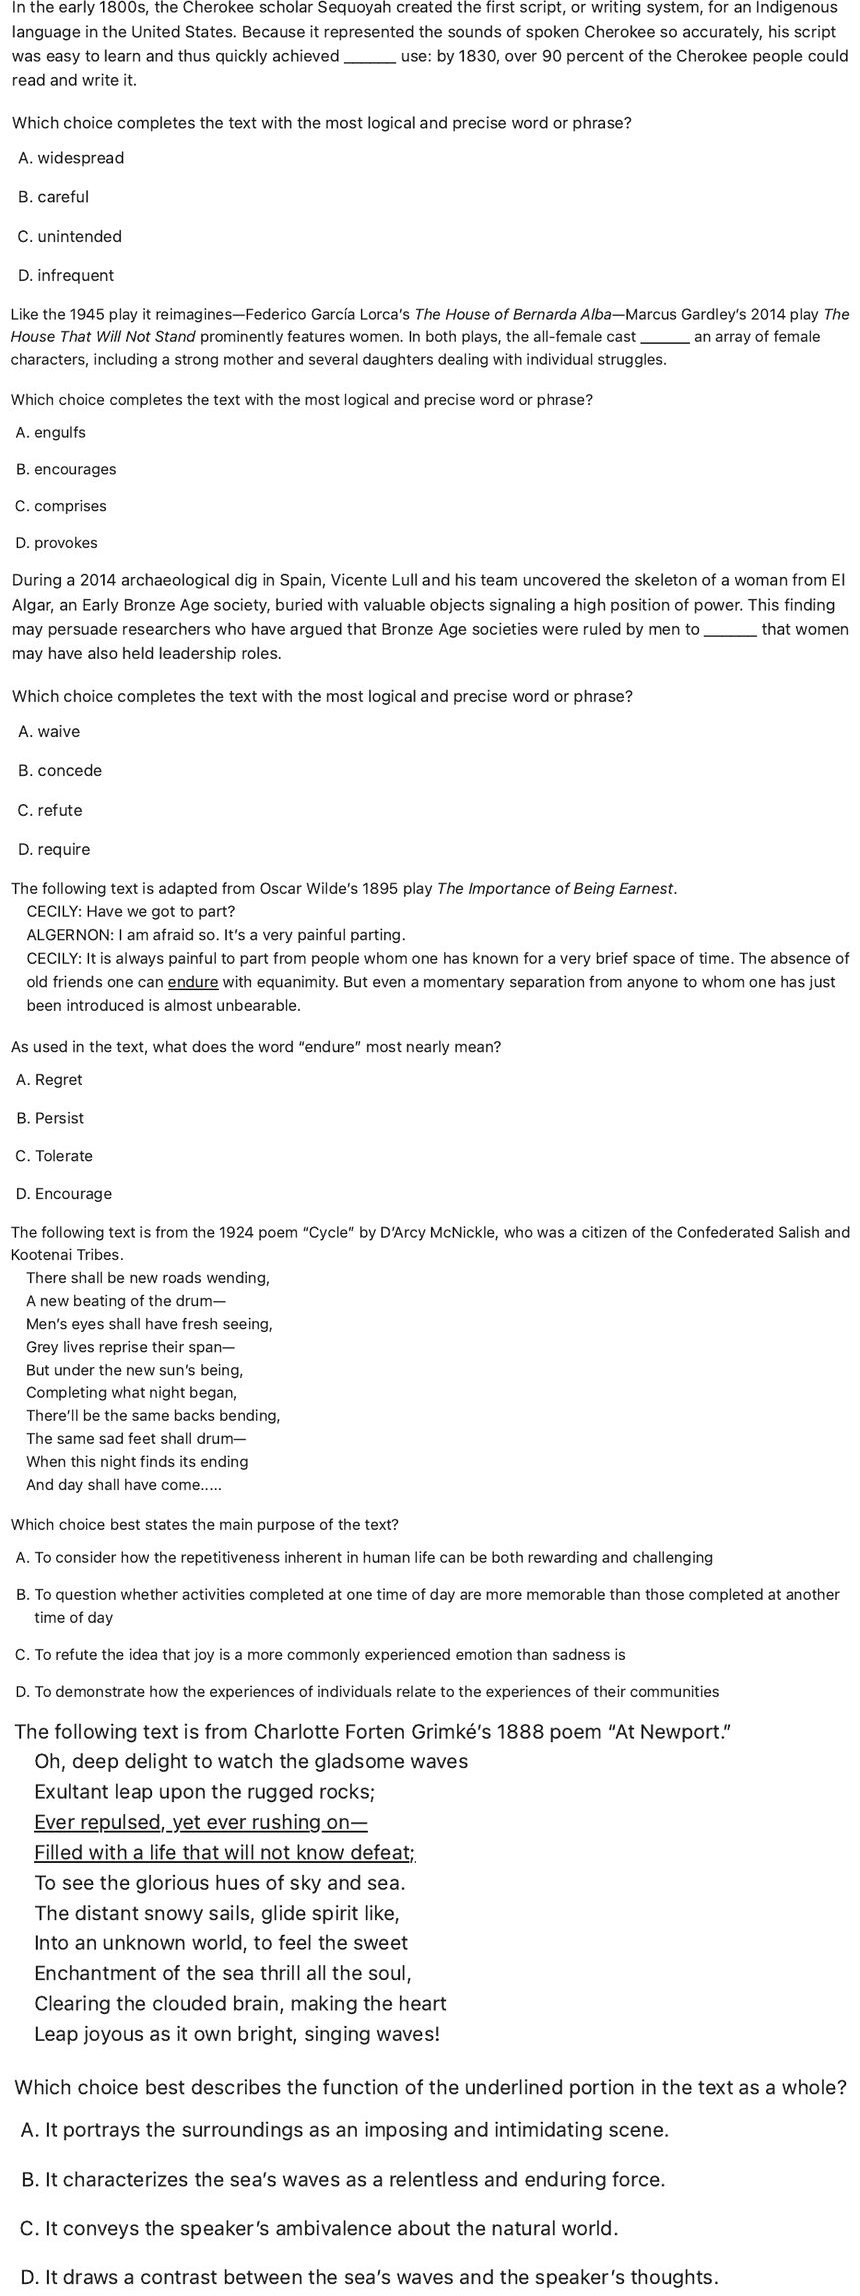 In the early 1800s, the Cherokee scholar Sequoyah created the first script, or writing system, for an Indigenous
language in the United States. Because it represented the sounds of spoken Cherokee so accurately, his script
was easy to learn and thus quickly achieved ______ use: by 1830, over 90 percent of the Cherokee people could
read and write it.
Which choice completes the text with the most logical and precise word or phrase?
A. widespread
B. careful
C. unintended
D. infrequent
Like the 1945 play it reimagines—Federico García Lorca's The House of Bernarda Alba—Marcus Gardley's 2014 play The
House That Will Not Stand prominently features women. In both plays, the all-female cast ______ an array of female
characters, including a strong mother and several daughters dealing with individual struggles.
Which choice completes the text with the most logical and precise word or phrase?
A. engulfs
B. encourages
C. comprises
D. provokes
During a 2014 archaeological dig in Spain, Vicente Lull and his team uncovered the skeleton of a woman from El
Algar, an Early Bronze Age society, buried with valuable objects signaling a high position of power. This finding
may persuade researchers who have argued that Bronze Age societies were ruled by men to ______ that women
may have also held leadership roles.
Which choice completes the text with the most logical and precise word or phrase?
A. waive
B. concede
C. refute
D. require
The following text is adapted from Oscar Wilde's 1895 play The Importance of Being Earnest.
CECILY: Have we got to part?
ALGERNON: I am afraid so. It's a very painful parting.
CECILY: It is always painful to part from people whom one has known for a very brief space of time. The absence of
old friends one can endure with equanimity. But even a momentary separation from anyone to whom one has just
been introduced is almost unbearable.
As used in the text, what does the word "endure" most nearly mean?
A. Regret
B. Persist
C. Tolerate
D. Encourage
The following text is from the 1924 poem "Cycle" by D'Arcy McNickle, who was a citizen of the Confederated Salish and
Kootenai Tribes.
There shall be new roads wending,
A new beating of the drum—
Men's eyes shall have fresh seeing,
Grey lives reprise their span—
But under the new sun's being,
Completing what night began,
There'll be the same backs bending,
The same sad feet shall drum—
When this night finds its ending
And day shall have come.....
Which choice best states the main purpose of the text?
A. To consider how the repetitiveness inherent in human life can be both rewarding and challenging
B. To question whether activities completed at one time of day are more memorable than those completed at another
time of day
C. To refute the idea that joy is a more commonly experienced emotion than sadness is
D. To demonstrate how the experiences of individuals relate to the experiences of their communities
The following text is from Charlotte Forten Grimké's 1888 poem "At Newport."
Oh, deep delight to watch the gladsome waves
Exultant leap upon the rugged rocks;
Ever repulsed, yet ever rushing on—
Filled with a life that will not know defeat;
To see the glorious hues of sky and sea.
The distant snowy sails, glide spirit like,
Into an unknown world, to feel the sweet
Enchantment of the sea thrill all the soul,
Clearing the clouded brain, making the heart
Leap joyous as it own bright, singing waves!
Which choice best describes the function of the underlined portion in the text as a whole?
A. It portrays the surroundings as an imposing and intimidating scene.
B. It characterizes the sea's waves as a relentless and enduring force.
C. It conveys the speaker's ambivalence about the natural world.
D. It draws a contrast between the sea's waves and the speaker's thoughts.